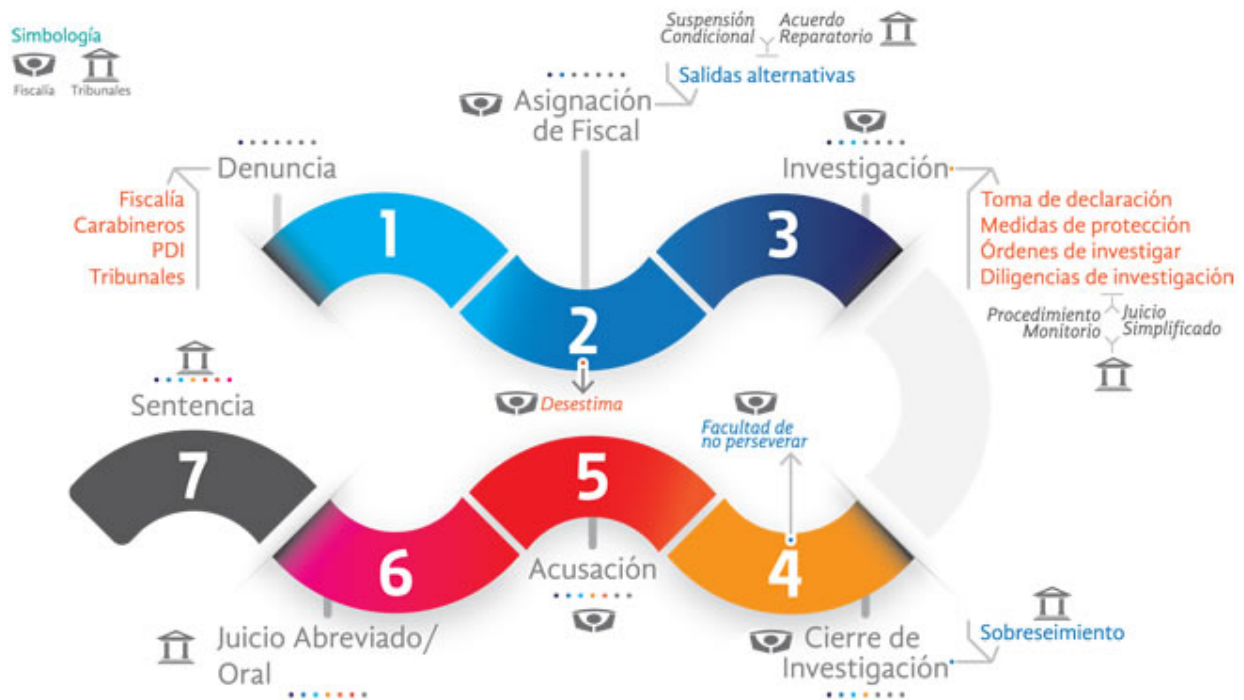 Simbología
Fiscalía
Tribunales
Suspensión
Condicional
Acuerdo
Reparatorio
Salidas alternativas
Asignación
de Fiscal
Denuncia
Fiscalía
Carabineros
PDI
Tribunales
Investigación
Toma de declaración
Medidas de protección
Órdenes de investigar
Diligencias de investigación
Procedimiento
Monitorio
Juicio
Simplificado
1
2
3
Desestima
Facultad de
no perseverar
Sentencia
7
6
5
4
Acusación
Juicio Abreviado/
Oral
Cierre de
Investigación
Sobreseimiento